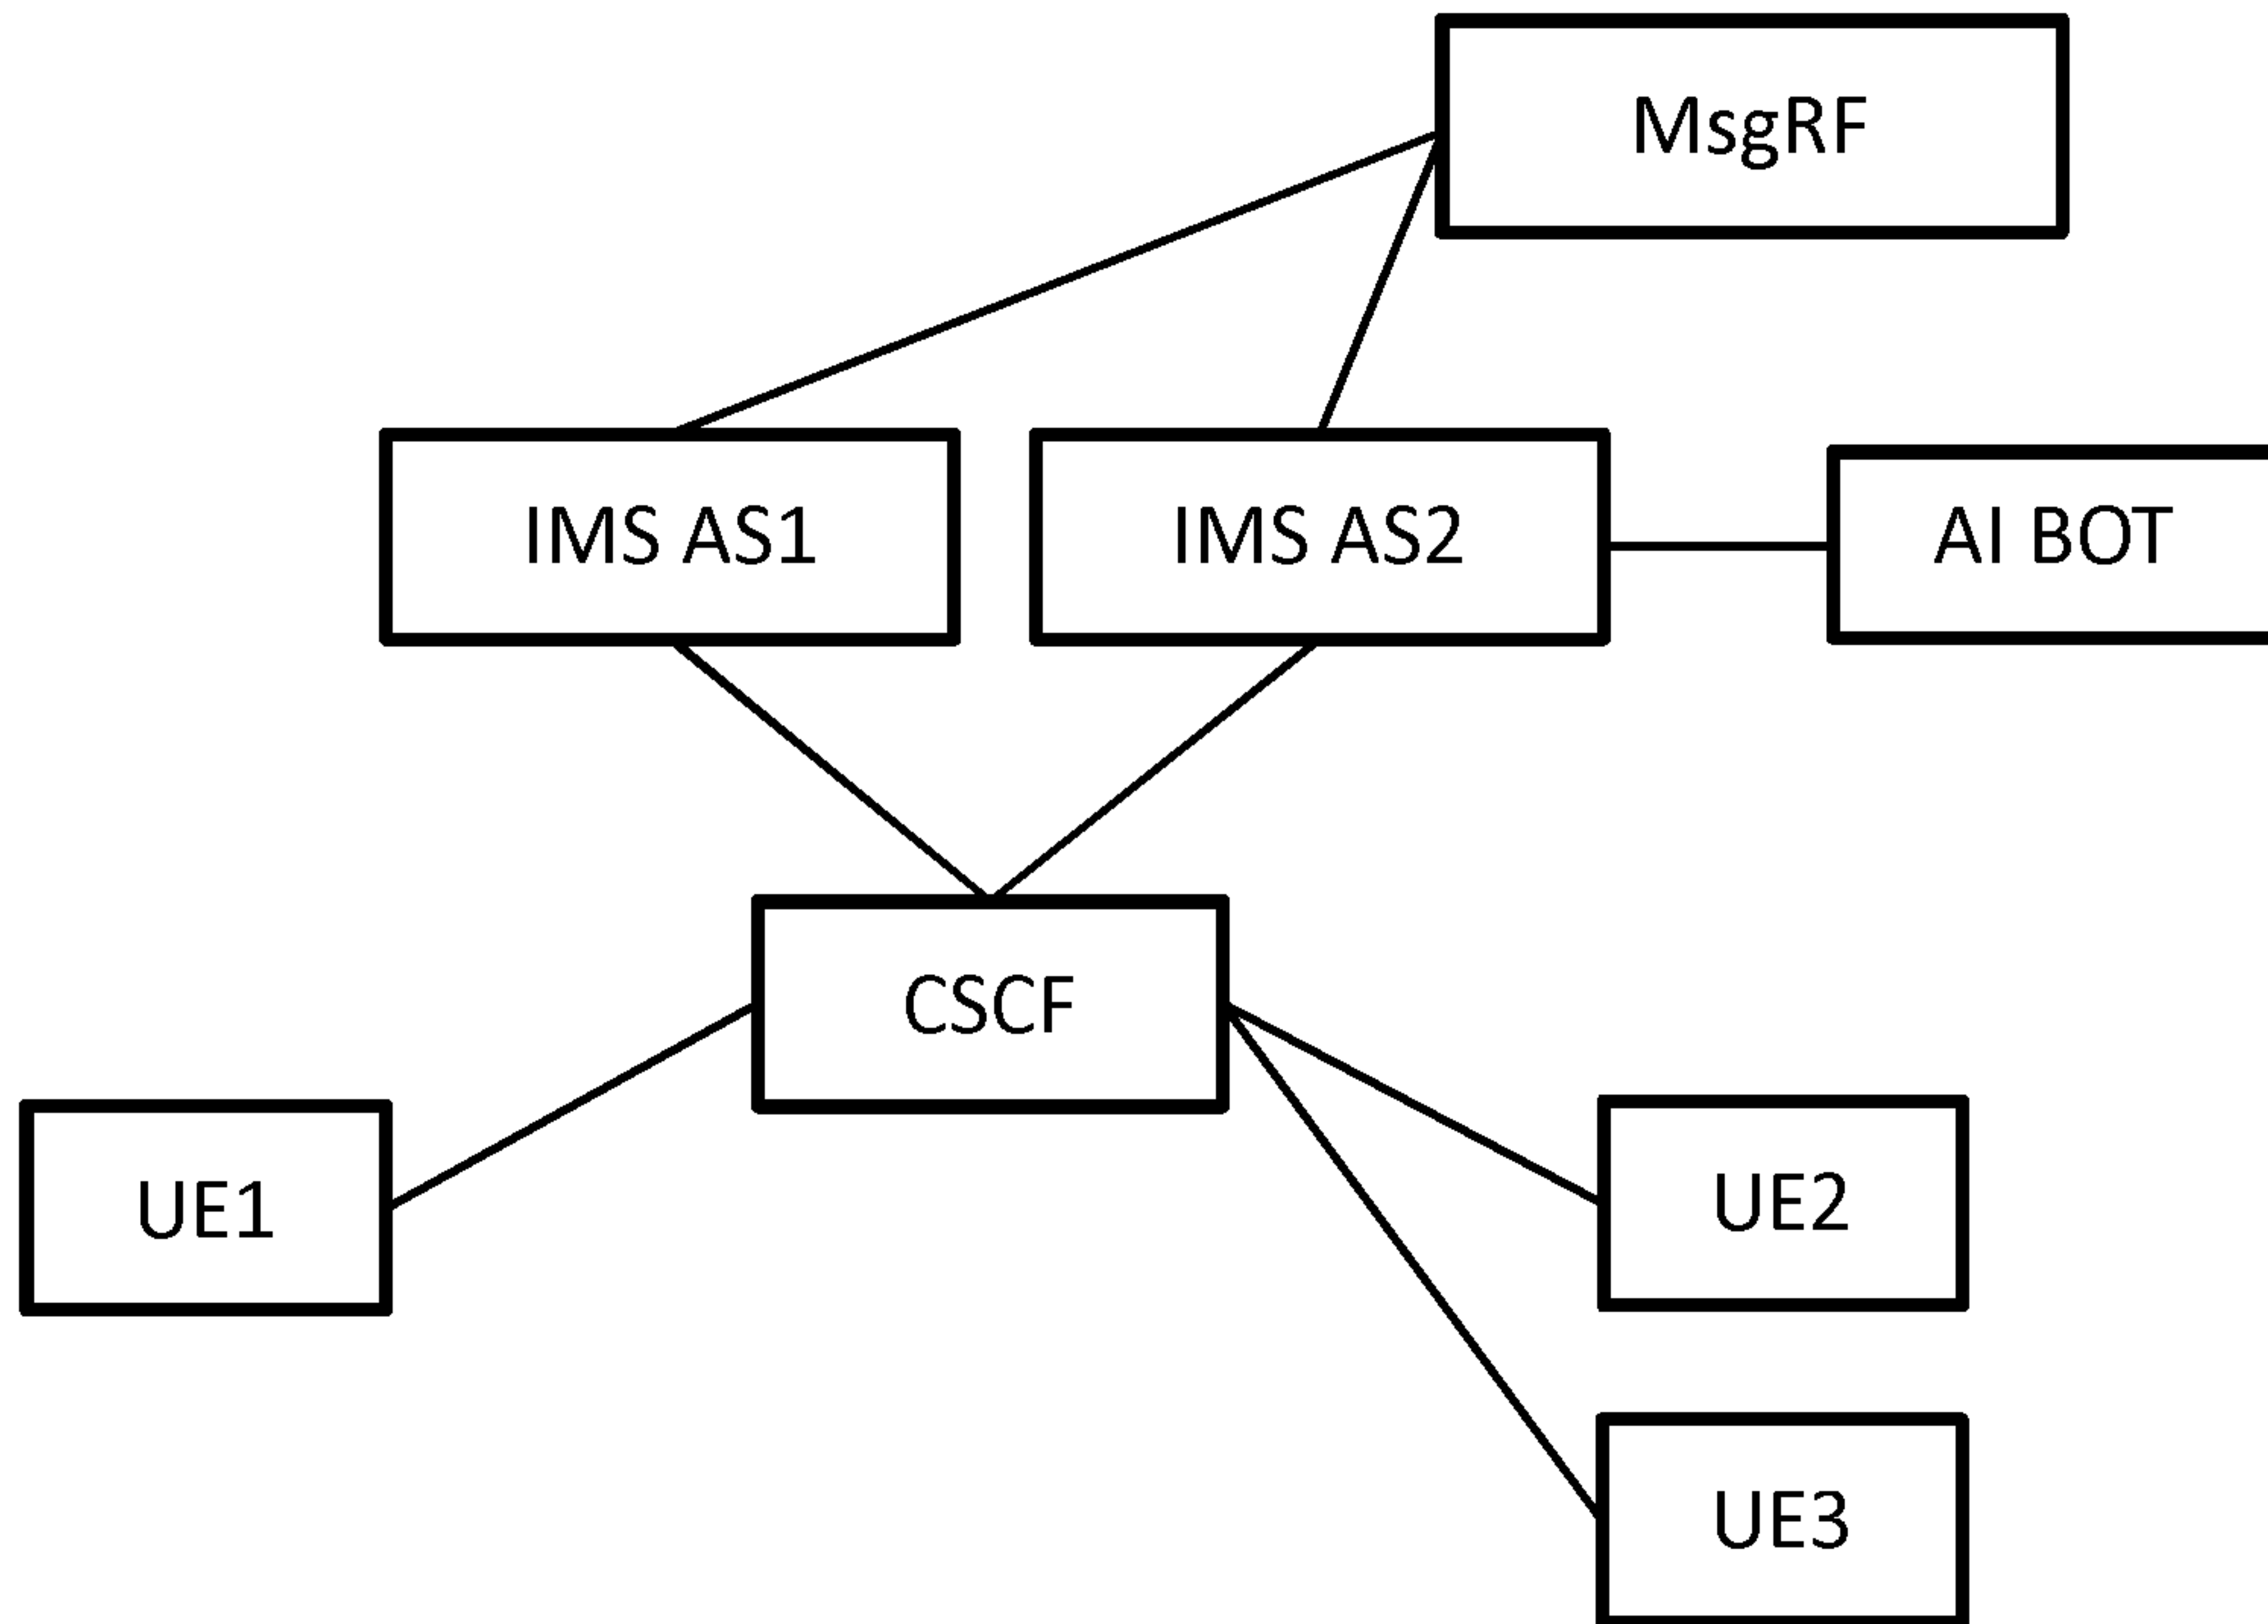 MsgRF
IMS AS1
IMS AS2
AI BOT
CSCF
UE1
UE2
UE3